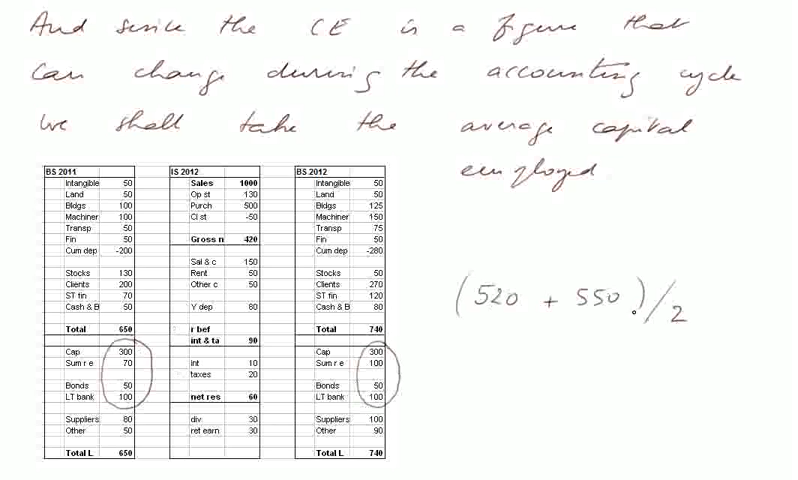 And sinice the CE is a figure that
can change during the accounting cycle
we shall take the average capital
employed
BS 2011
Intangible 50
Land 50
Bldgs 100
Machiner 100
Transp 50
Fin 50
Cum dep -200
Stocks 130
Clients 200
ST fin 70
Cash & B 50
Total 650
Cap 300
Sum r e 70
Bonds 50
LT bank 100
Suppliers 80
Other 50
Total L 650
IS 2012
Sales 1000
Op st 130
Purch 500
Cl st -50
Gross n 420
Sal & c 150
Rent 50
Other c 50
Y dep 80
r bef
int & ta 90
int 10
taxes 20
net res 60
div 30
ret earn 30
BS 2012
Intangible 50
Land 50
Bldgs 125
Machiner 150
Transp 75
Fin 50
Cum dep -280
Stocks 50
Clients 270
ST fin 120
Cash & B 80
Total 740
Cap 300
Sum r e 100
Bonds 50
LT bank 100
Suppliers 100
Other 90
Total L 740
(520 + 550.)/2